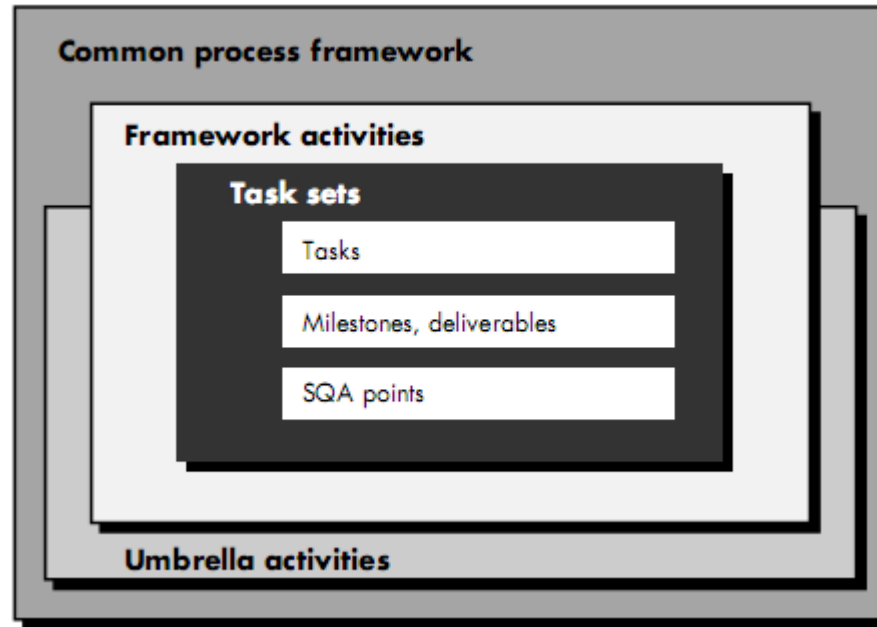 Common process framework
Framework activities
Task sets
Tasks
Milestones, deliverables
SQA points
Umbrella activities